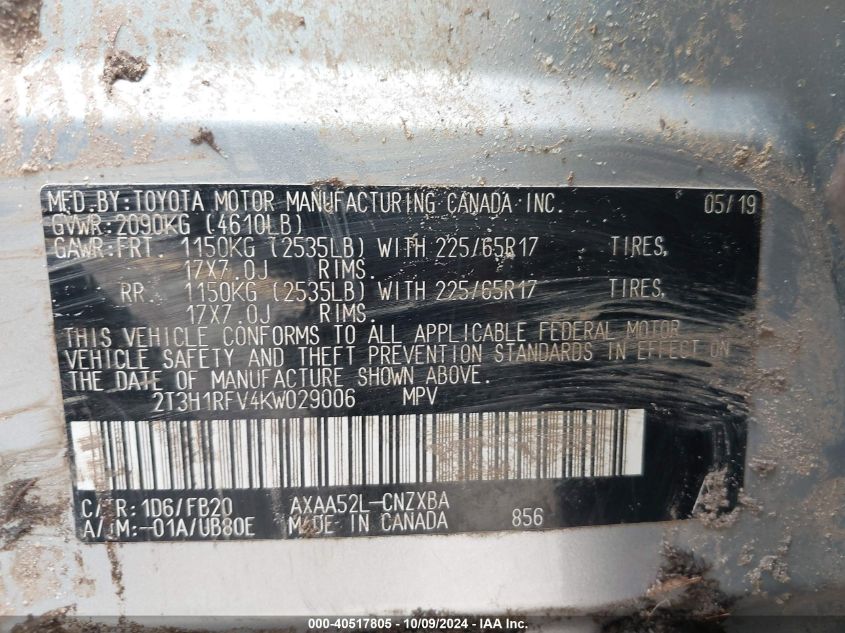 MFD.BY:TOYOTA MOTOR MANUFACTURING CANADA INC. 05/19
GVWR:2090KG (4610LB)
GAWR:FRT. 1150KG (2535LB) WITH 225/65R17 TIRES,
17X7.0J RIMS.
RR. 1150KG (2535LB) WITH 225/65R17 TIRES,
17X7.0J RIMS.
THIS VEHICLE CONFORMS TO ALL APPLICABLE FEDERAL MOTOR
VEHICLE SAFETY AND THEFT PREVENTION STANDARDS IN EFFECT ON
THE DATE OF MANUFACTURE SHOWN ABOVE.
2T3H1RFV4KW029006 MPV
C/TR:1D6/FB20 AXAA52L-CNZXBA
A/TM:-01A/UB80E MADE IN CANADA 856
000-40517805 - 10/09/2024 - IAA Inc.